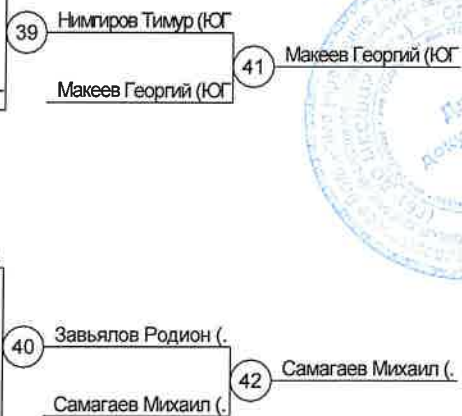 39
Нимгиров Тимур (ЮГ
41
Макеев Георгий (ЮГ
Макеев Георгий (ЮГ
40
Завьялов Родион (.
42
Самагаев Михаил (.
Самагаев Михаил (.